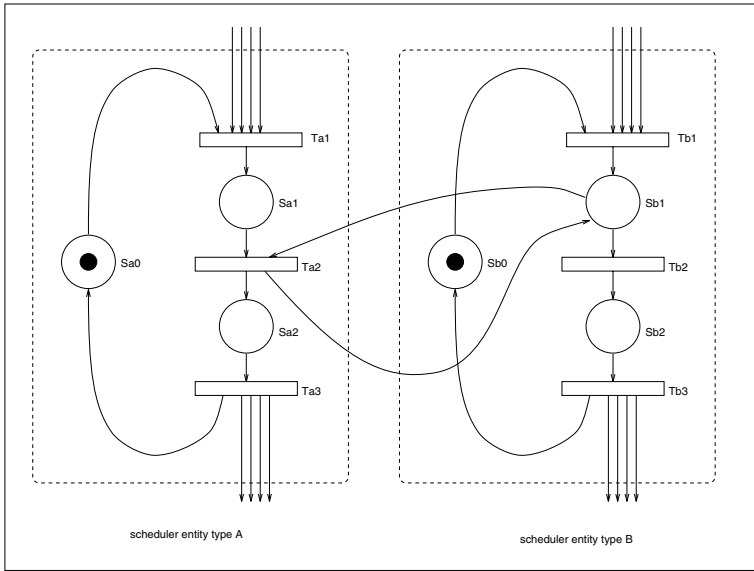 Ta1
Sa1
Sa0
Ta2
Sa2
Ta3
scheduler entity type A
Tb1
Sb1
Sb0
Tb2
Sb2
Tb3
scheduler entity type B